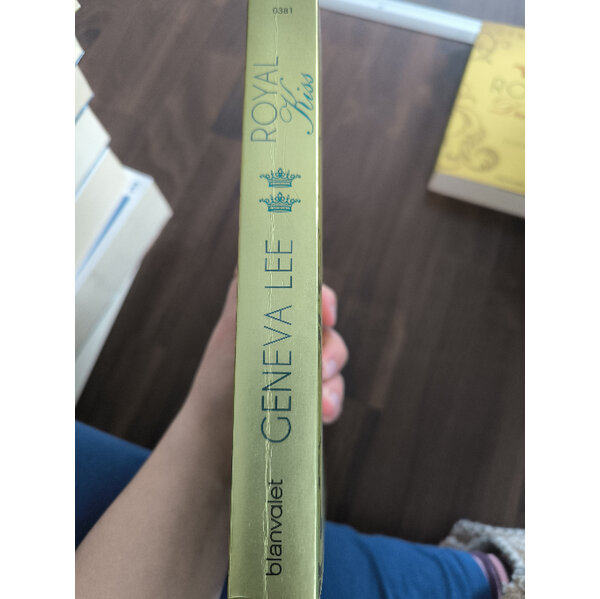 0381
ROYAL
Kiss
GENEVA LEE
blanvalet